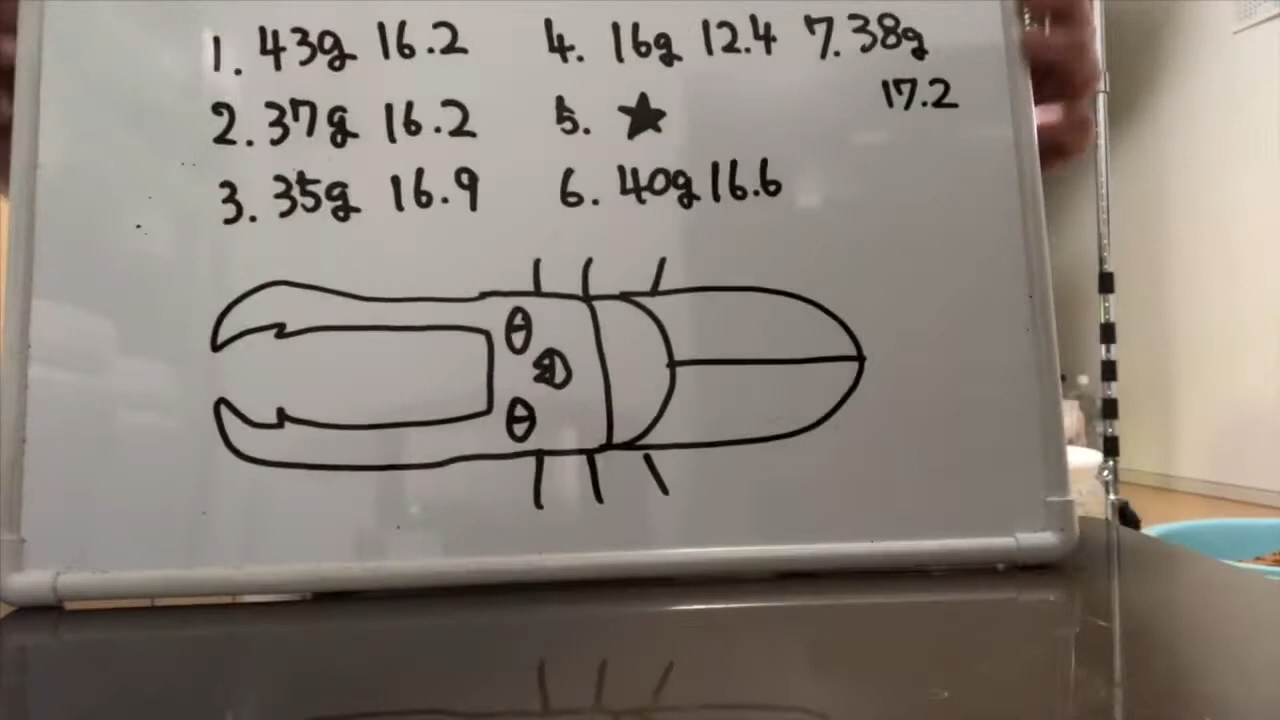 1. 43g 16.2
2. 37g 16.2
3. 35g 16.9
4. 16g 12.4
5. ★
6. 40g 16.6
7. 38g
17.2